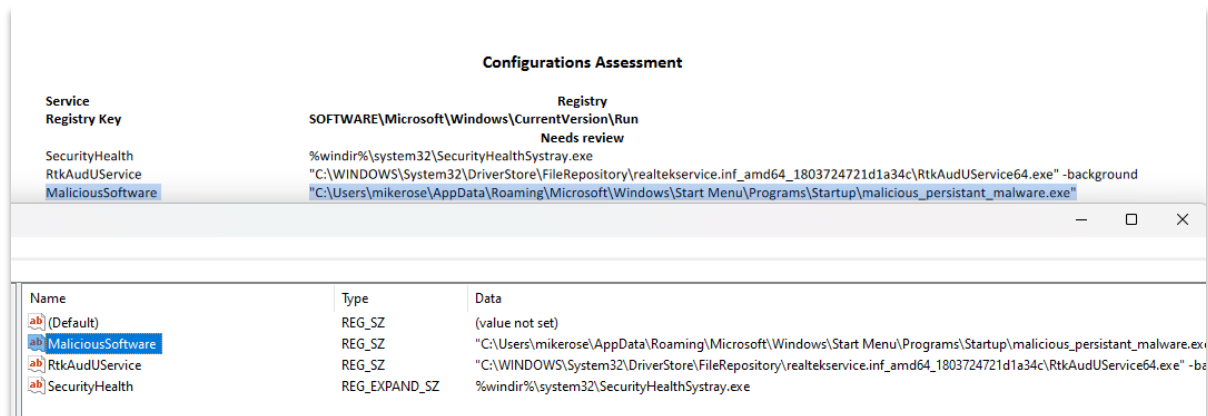 Configurations Assessment
Service Registry
Registry Key SOFTWARE\Microsoft\Windows\CurrentVersion\Run
Needs review
SecurityHealth %windir%\system32\SecurityHealthSystray.exe
RtkAudUService "C:\WINDOWS\System32\DriverStore\FileRepository\realtekservice.inf_amd64_1803724721d1a34c\RtkAudUService64.exe" -background
MaliciousSoftware "C:\Users\mikerose\AppData\Roaming\Microsoft\Windows\Start Menu\Programs\Startup\malicious_persistant_malware.exe"
Name Type Data
ab (Default) REG_SZ (value not set)
ab MaliciousSoftware REG_SZ "C:\Users\mikerose\AppData\Roaming\Microsoft\Windows\Start Menu\Programs\Startup\malicious_persistant_malware.ex
ab RtkAudUService REG_SZ "C:\WINDOWS\System32\DriverStore\FileRepository\realtekservice.inf_amd64_1803724721d1a34c\RtkAudUService64.exe" -ba
ab SecurityHealth REG_EXPAND_SZ %windir%\system32\SecurityHealthSystray.exe